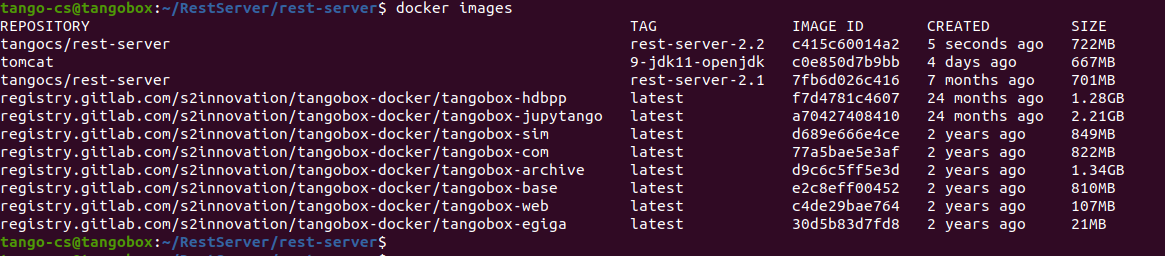 tango-cs@tangobox:~/RestServer/rest-server$ docker images
REPOSITORY TAG IMAGE ID CREATED SIZE
tangocs/rest-server rest-server-2.2 c415c60014a2 5 seconds ago 722MB
tomcat 9-jdk11-openjdk c0e850d7b9bb 4 days ago 667MB
tangocs/rest-server rest-server-2.1 7fb6d026c416 7 months ago 701MB
registry.gitlab.com/s2innovation/tangobox-docker/tangobox-hdbpp latest f7d4781c4607 24 months ago 1.28GB
registry.gitlab.com/s2innovation/tangobox-docker/tangobox-jupytango latest a70427408410 24 months ago 2.21GB
registry.gitlab.com/s2innovation/tangobox-docker/tangobox-sim latest d689e666e4ce 2 years ago 849MB
registry.gitlab.com/s2innovation/tangobox-docker/tangobox-com latest 77a5bae5e3af 2 years ago 822MB
registry.gitlab.com/s2innovation/tangobox-docker/tangobox-archive latest d9c6c5ff5e3d 2 years ago 1.34GB
registry.gitlab.com/s2innovation/tangobox-docker/tangobox-base latest e2c8eff00452 2 years ago 810MB
registry.gitlab.com/s2innovation/tangobox-docker/tangobox-web latest c4de29bae764 2 years ago 107MB
registry.gitlab.com/s2innovation/tangobox-docker/tangobox-egiga latest 30d5b83d7fd8 2 years ago 21MB
tango-cs@tangobox:~/RestServer/rest-server$